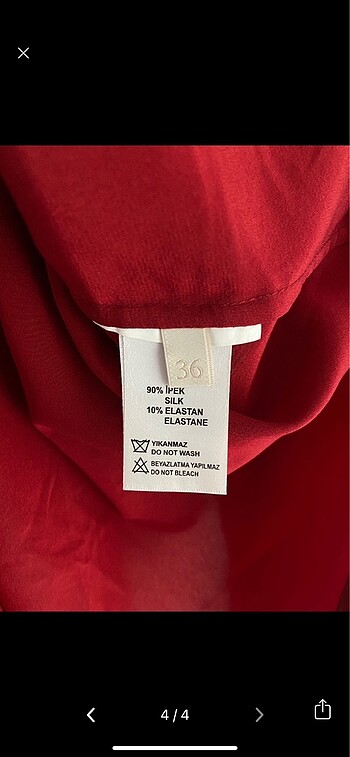 36
90% İPEK
SILK
10% ELASTAN
ELASTANE
YIKANMAZ
DO NOT WASH
BEYAZLATMA YAPILMAZ
DO NOT BLEACH
4/4